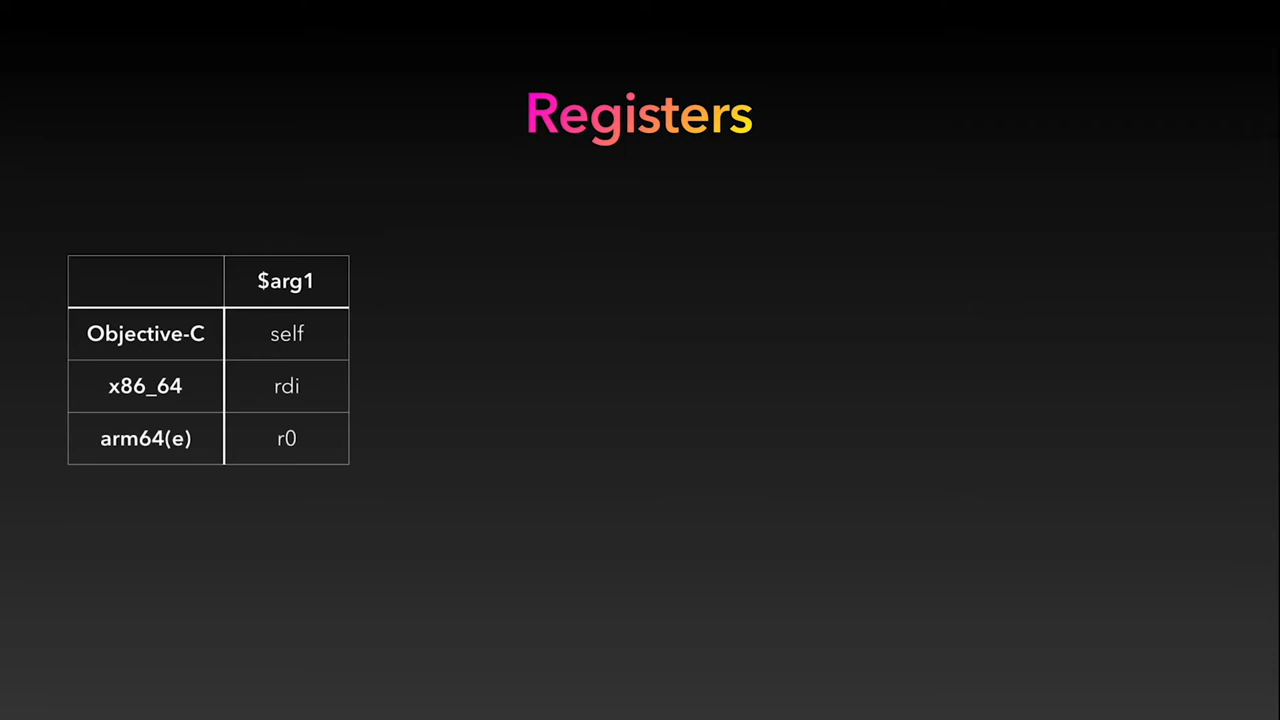 Registers
$arg1
Objective-C self
x86_64 rdi
arm64(e) r0